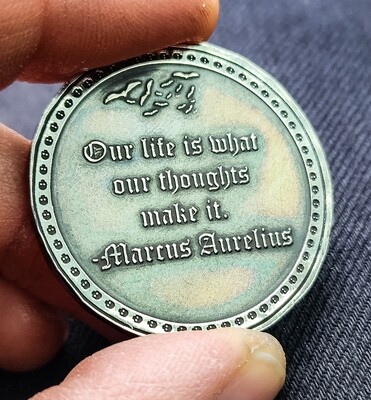 Our life is what
our thoughts
make it.
-Marcus Aurelius